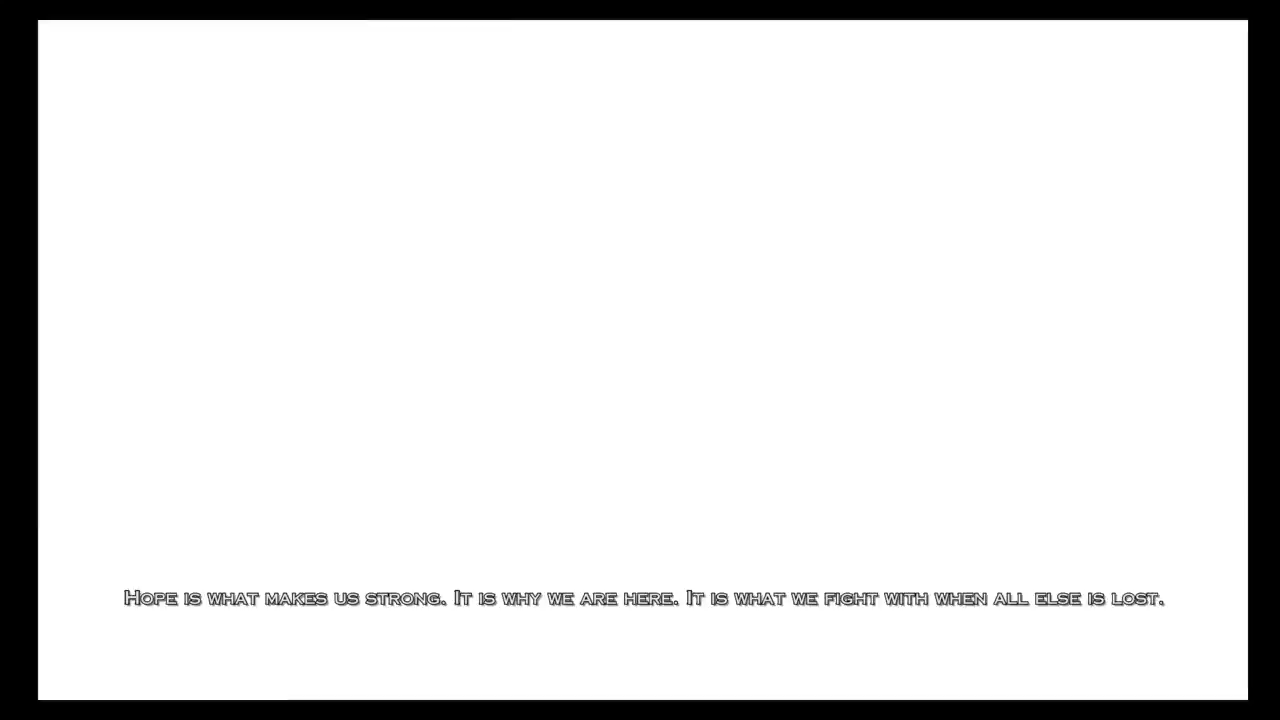 Hope is what makes us strong. It is why we are here. It is what we fight with when all else is lost.